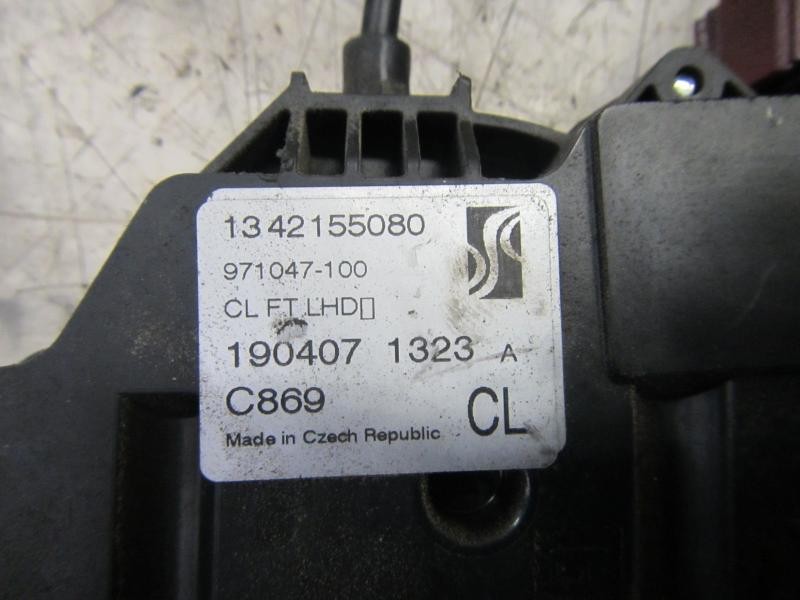 1342155080
971047-100
CL FT LHD▯
190407 1323 A
C869
CL
Made in Czech Republic